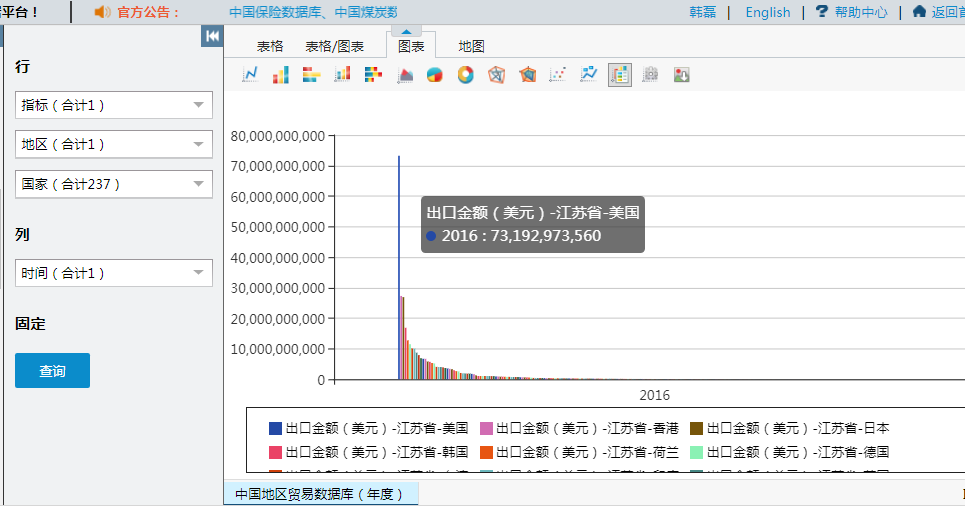 平台！ 官方公告： 中国保险数据库、中国煤炭数 韩磊 | English | 帮助中心 | 返回首
表格 表格/图表 图表 地图
行
指标（合计1）
地区（合计1）
国家（合计237）
列
时间（合计1）
固定
查询
80,000,000,000
70,000,000,000
60,000,000,000
50,000,000,000
40,000,000,000
30,000,000,000
20,000,000,000
10,000,000,000
0
出口金额（美元）-江苏省-美国
2016 : 73,192,973,560
2016
出口金额（美元）-江苏省-美国 出口金额（美元）-江苏省-香港 出口金额（美元）-江苏省-日本
出口金额（美元）-江苏省-韩国 出口金额（美元）-江苏省-荷兰 出口金额（美元）-江苏省-德国
中国地区贸易数据库（年度）